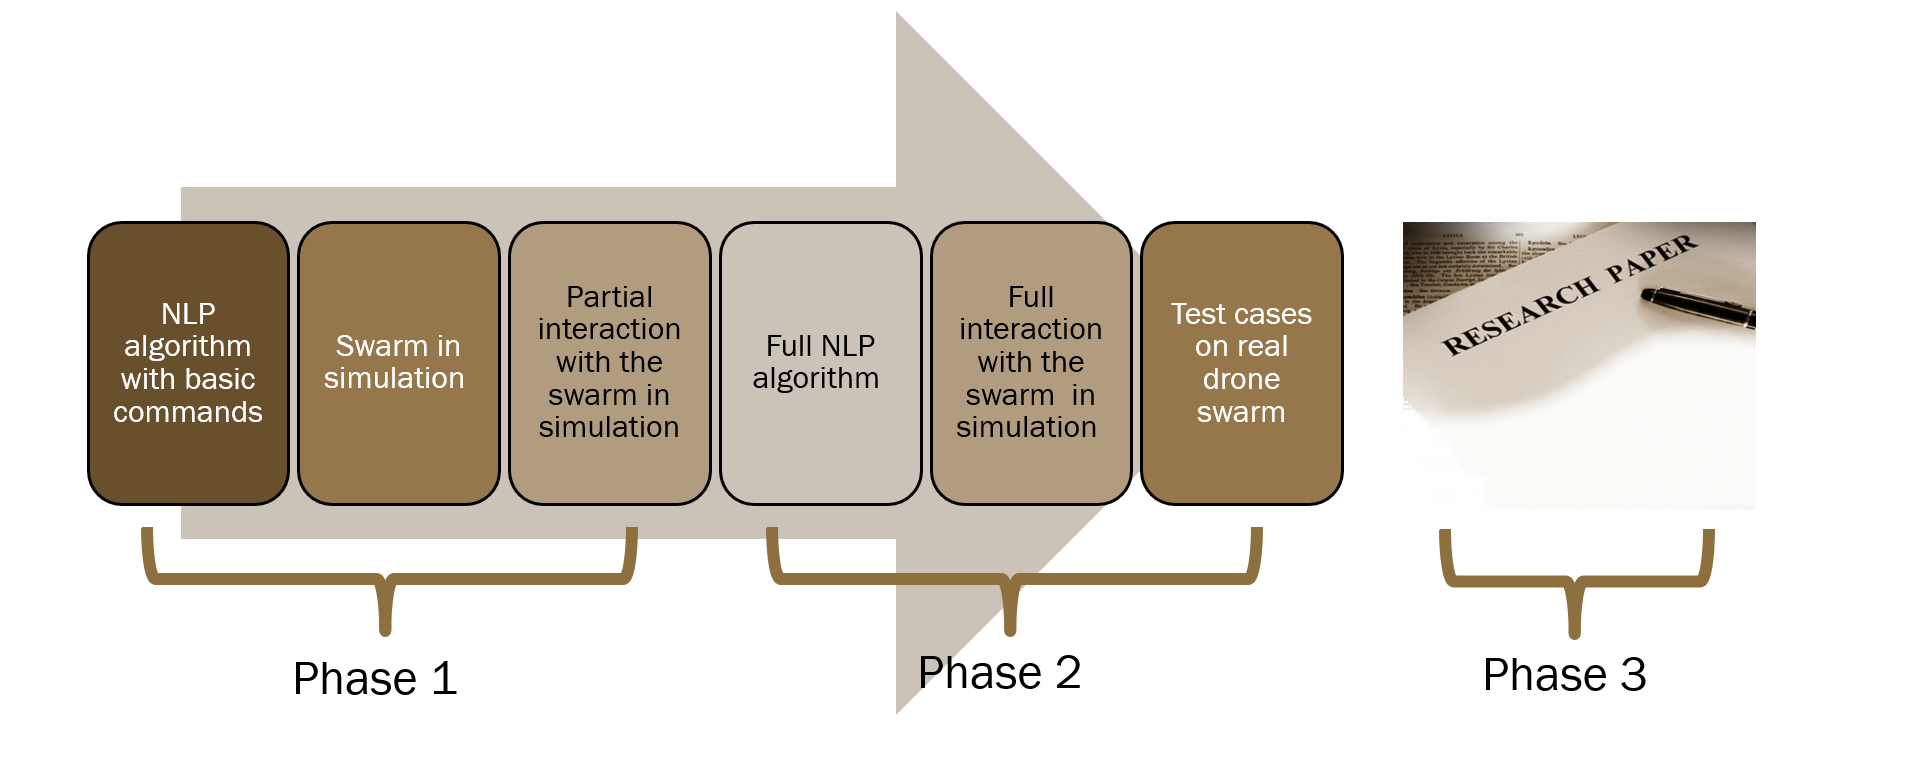 NLP
algorithm
with basic
commands
Swarm in
simulation
Partial
interaction
with the
swarm in
simulation
Full NLP
algorithm
Full
interaction
with the
swarm  in
simulation
Test cases
on real
drone
swarm
RESEARCH PAPER
Phase 1
Phase 2
Phase 3